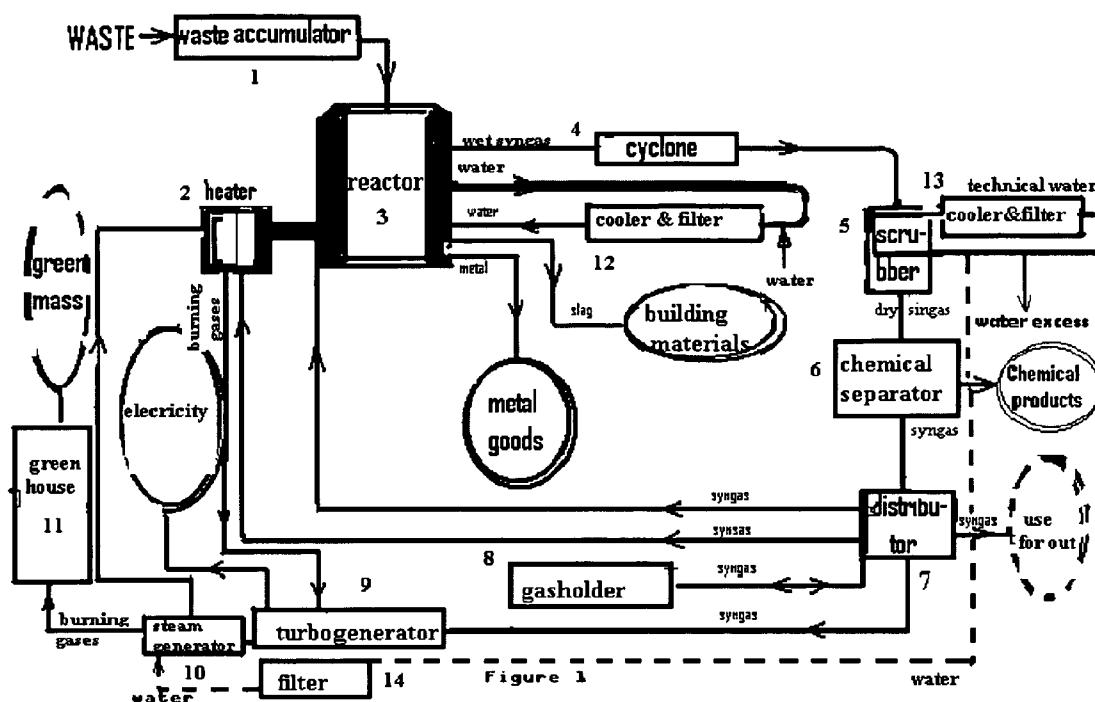 WASTE
waste accumulator
1
wet syngas
4
cyclone
water
13
technical water
2
heater
reactor
3
water
cooler & filter
12
water
5
scru-
bber
cooler&filter
metal
green
mass
burning
gases
slag
building
materials
dry singas
water excess
elecricity
metal
goods
6
chemical
separator
Chemical
products
syngas
green
house
11
syngas
distribu-
tor
7
syngas
use
for out
synsas
8
gasholder
syngas
9
turbogenerator
syngas
burning
gases
steam
generator
10
water
filter
14
Figure 1
water